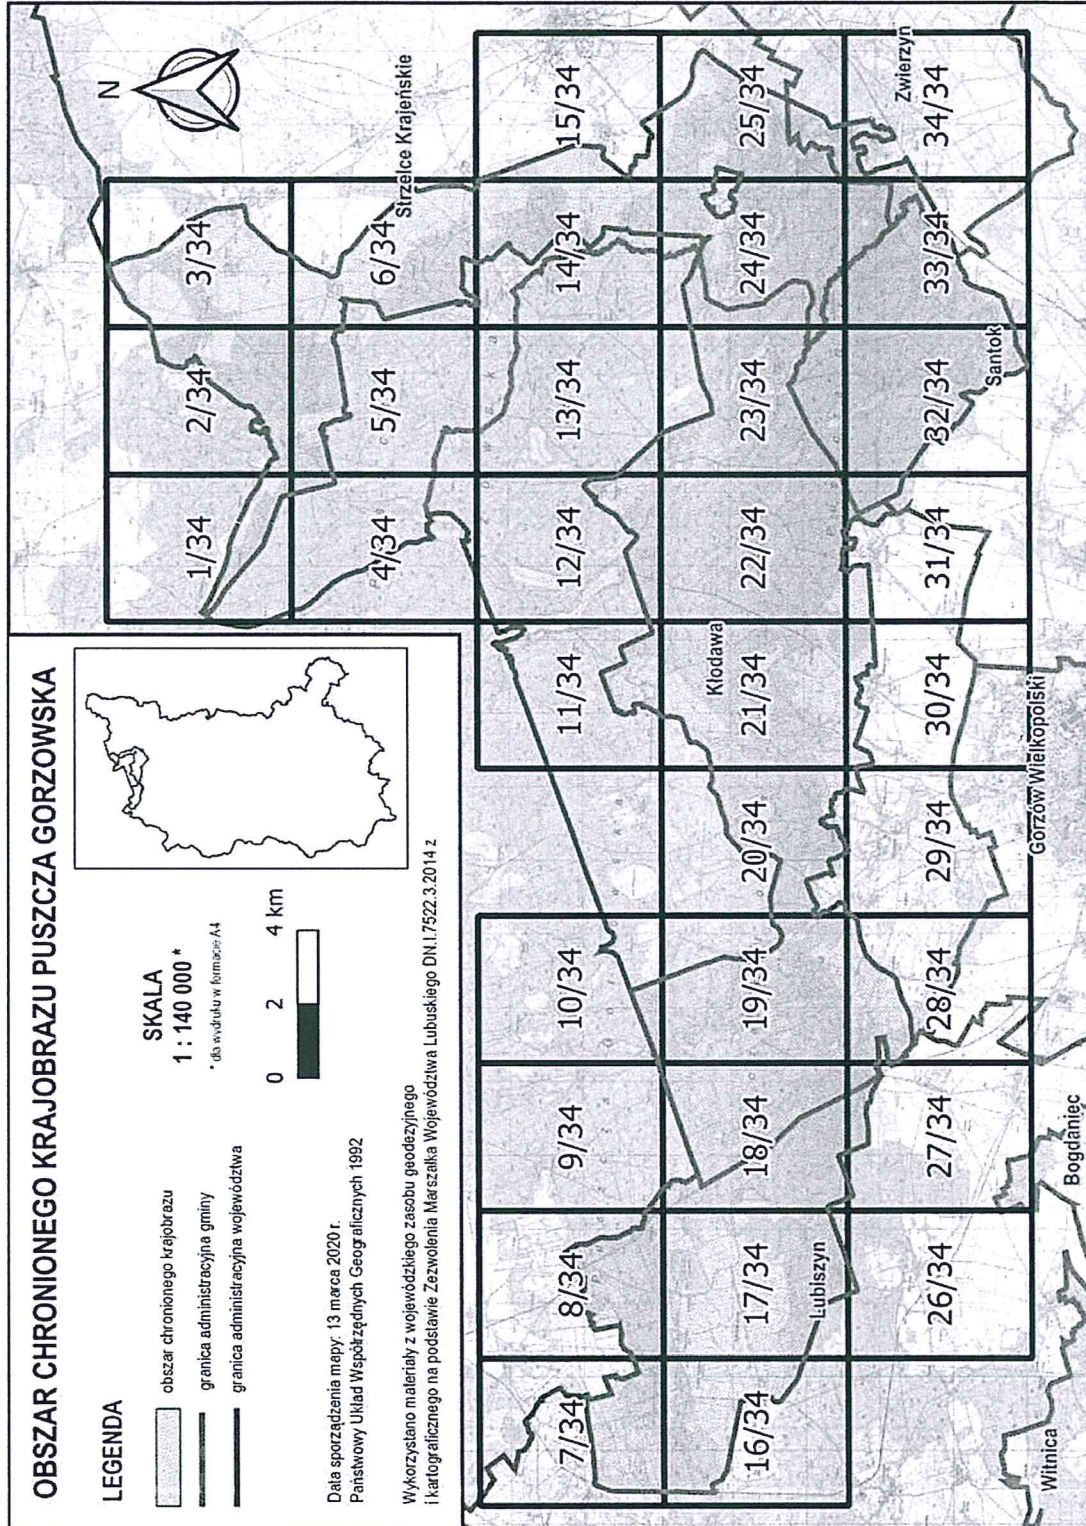 OBSZAR CHRONIONEGO KRAJOBRAZU PUSZCZA GORZOWSKA
LEGENDA
obszar chronionego krajobrazu
granica administracyjna gminy
granica administracyjna województwa
SKALA
1 : 140 000 *
* dla wydruku w formacie A4
0 2 4 km
Data sporządzenia mapy: 13 marca 2020 r.
Państwowy Układ Współrzędnych Geograficznych 1992
Wykorzystano materiały z wojewódzkiego zasobu geodezyjnego
i kartograficznego na podstawie Zezwolenia Marszałka Województwa Lubuskiego DN.I.7522.3.2014 z
N
1/34 2/34 3/34
4/34 5/34 6/34
Strzelce Krajeńskie
7/34 8/34 9/34 10/34 11/34 12/34 13/34 14/34 15/34
Kłodawa
16/34 17/34 18/34 19/34 20/34 21/34 22/34 23/34 24/34 25/34
Lubiszyn
Zwierzyn
26/34 27/34 28/34 29/34 30/34 31/34 32/34 33/34 34/34
Santok
Witnica
Bogdaniec
Gorzów Wielkopolski